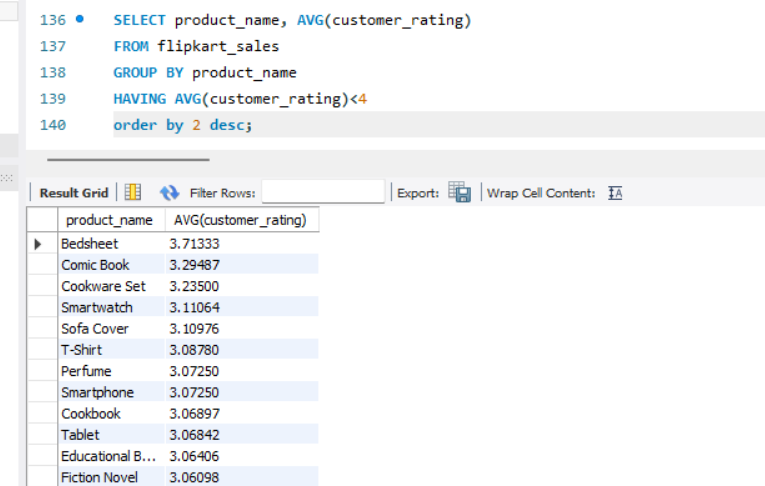 136 SELECT product_name, AVG(customer_rating)
137 FROM flipkart_sales
138 GROUP BY product_name
139 HAVING AVG(customer_rating)<4
140 order by 2 desc;
Result Grid Filter Rows: Export: Wrap Cell Content: IA
product_name AVG(customer_rating)
Bedsheet 3.71333
Comic Book 3.29487
Cookware Set 3.23500
Smartwatch 3.11064
Sofa Cover 3.10976
T-Shirt 3.08780
Perfume 3.07250
Smartphone 3.07250
Cookbook 3.06897
Tablet 3.06842
Educational B... 3.06406
Fiction Novel 3.06098